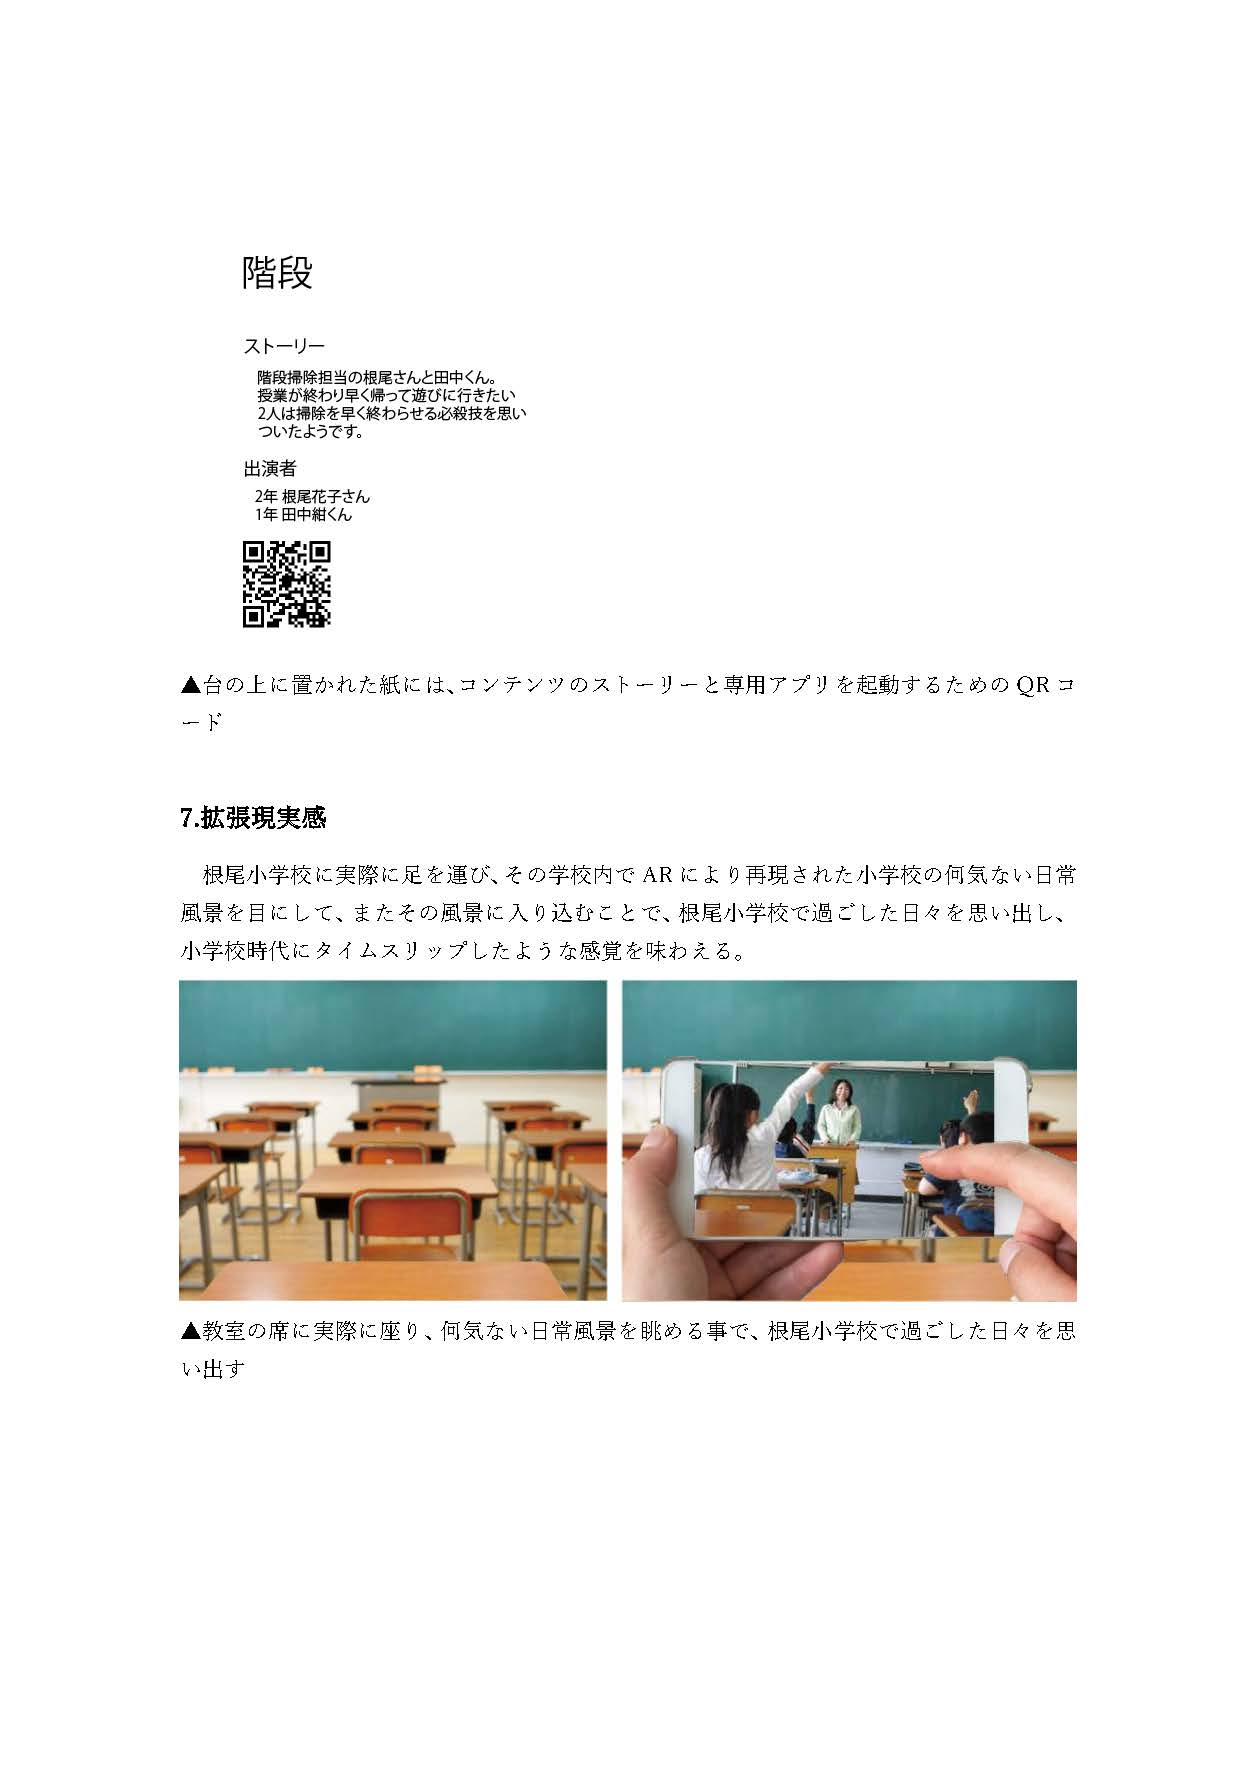 階段
ストーリー
階段掃除担当の根尾さんと田中くん。
授業が終わり早く帰って遊びに行きたい
2人は掃除を早く終わらせる必殺技を思い
ついたようです。
出演者
2年 根尾花子さん
1年 田中紺くん
▲台の上に置かれた紙には、コンテンツのストーリーと専用アプリを起動するための QR コ
ード
7.拡張現実感
根尾小学校に実際に足を運び、その学校内で AR により再現された小学校の何気ない日常
風景を目にして、またその風景に入り込むことで、根尾小学校で過ごした日々を思い出し、
小学校時代にタイムスリップしたような感覚を味わえる。
▲教室の席に実際に座り、何気ない日常風景を眺める事で、根尾小学校で過ごした日々を思
い出す